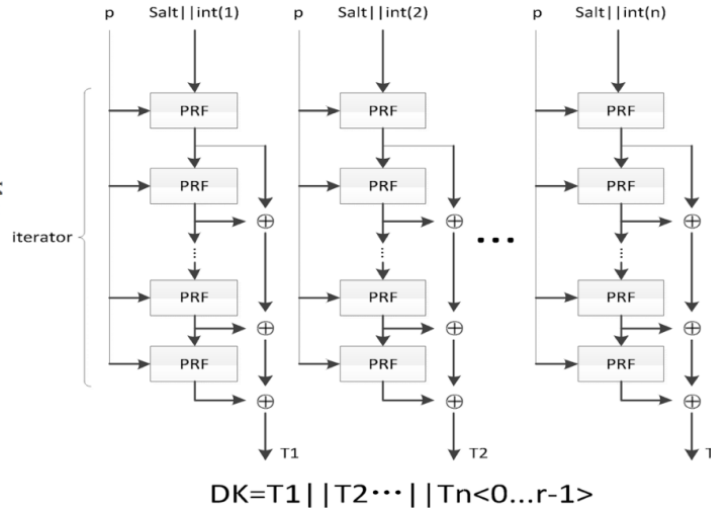 p Salt||int(1) p Salt||int(2) p Salt||int(n)
PRF PRF PRF
PRF PRF PRF
iterator
...
PRF PRF PRF
PRF PRF PRF
T1 T2 T
DK=T1||T2···||Tn<0...r-1>